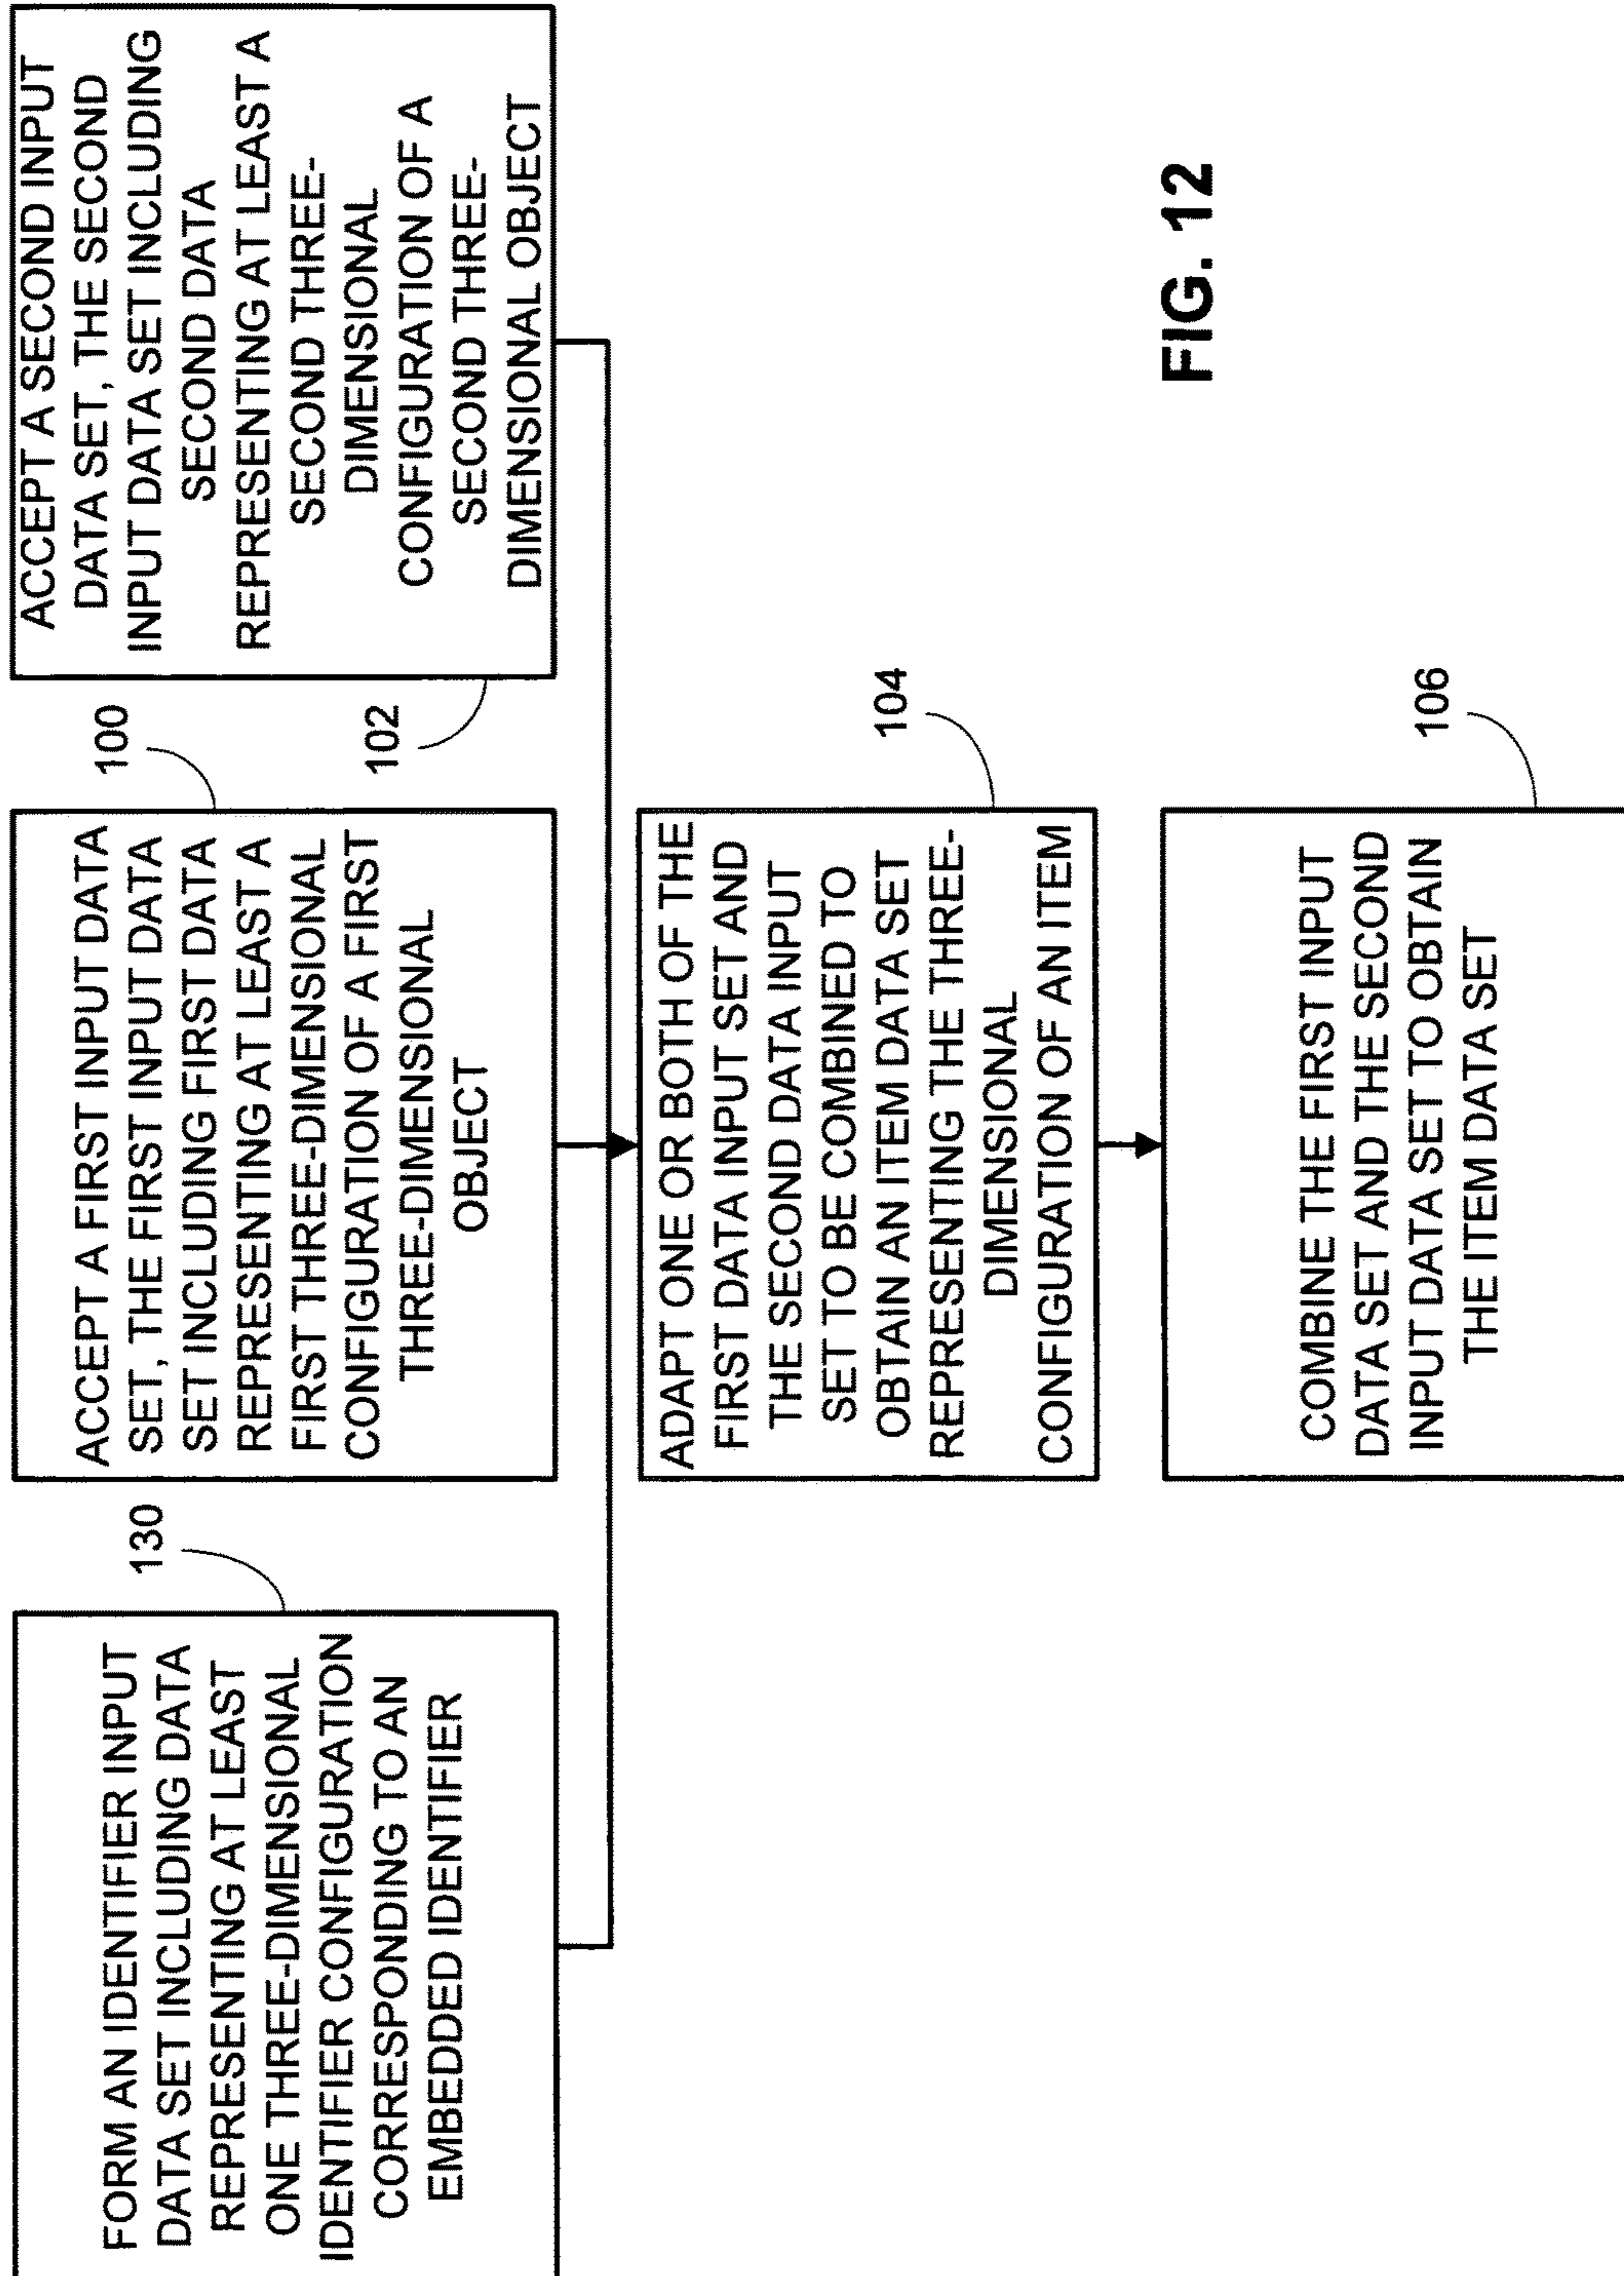 FORM AN IDENTIFIER INPUT
DATA SET INCLUDING DATA
REPRESENTING AT LEAST
ONE THREE-DIMENSIONAL
IDENTIFIER CONFIGURATION
CORRESPONDING TO AN
EMBEDDED IDENTIFIER
130
ACCEPT A FIRST INPUT DATA
SET, THE FIRST INPUT DATA
SET INCLUDING FIRST DATA
REPRESENTING AT LEAST A
FIRST THREE-DIMENSIONAL
CONFIGURATION OF A FIRST
THREE-DIMENSIONAL
OBJECT
100
ACCEPT A SECOND INPUT
DATA SET, THE SECOND
INPUT DATA SET INCLUDING
SECOND DATA
REPRESENTING AT LEAST A
SECOND THREE-
DIMENSIONAL
CONFIGURATION OF A
SECOND THREE-
DIMENSIONAL OBJECT
102
ADAPT ONE OR BOTH OF THE
FIRST DATA INPUT SET AND
THE SECOND DATA INPUT
SET TO BE COMBINED TO
OBTAIN AN ITEM DATA SET
REPRESENTING THE THREE-
DIMENSIONAL
CONFIGURATION OF AN ITEM
104
COMBINE THE FIRST INPUT
DATA SET AND THE SECOND
INPUT DATA SET TO OBTAIN
THE ITEM DATA SET
106
FIG. 12